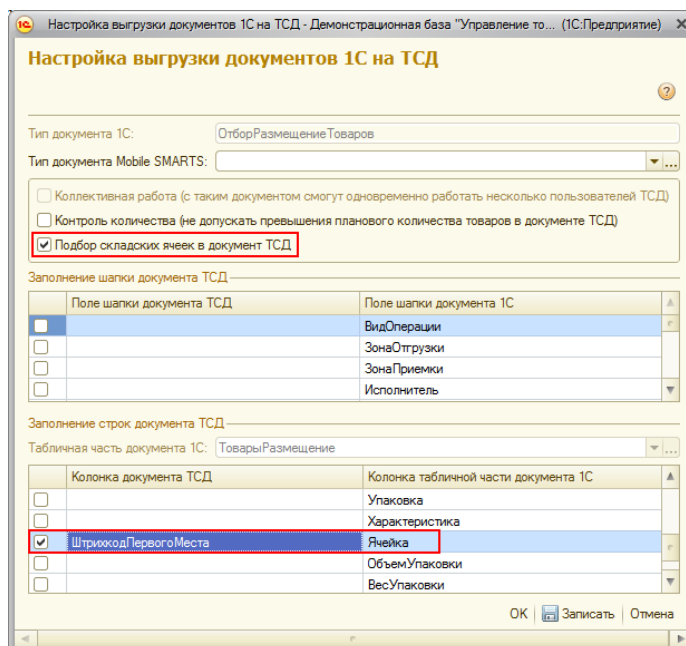 1С Настройка выгрузки документов 1С на ТСД - Демонстрационная база "Управление то... (1С:Предприятие)
Настройка выгрузки документов 1С на ТСД
?
Тип документа 1С: ОтборРазмещениеТоваров
Тип документа Mobile SMARTS: ...
Коллективная работа (с таким документом смогут одновременно работать несколько пользователей ТСД)
Контроль количества (не допускать превышения планового количества товаров в документе ТСД)
Подбор складских ячеек в документ ТСД
Заполнение шапки документа ТСД
Поле шапки документа ТСД Поле шапки документа 1С
ВидОперации
ЗонаОтгрузки
ЗонаПриемки
Исполнитель
Заполнение строк документа ТСД
Табличная часть документа 1С: ТоварыРазмещение ...
Колонка документа ТСД Колонка табличной части документа 1С
Упаковка
Характеристика
ШтрихкодПервогоМеста Ячейка
ОбъемУпаковки
ВесУпаковки
OK Записать Отмена